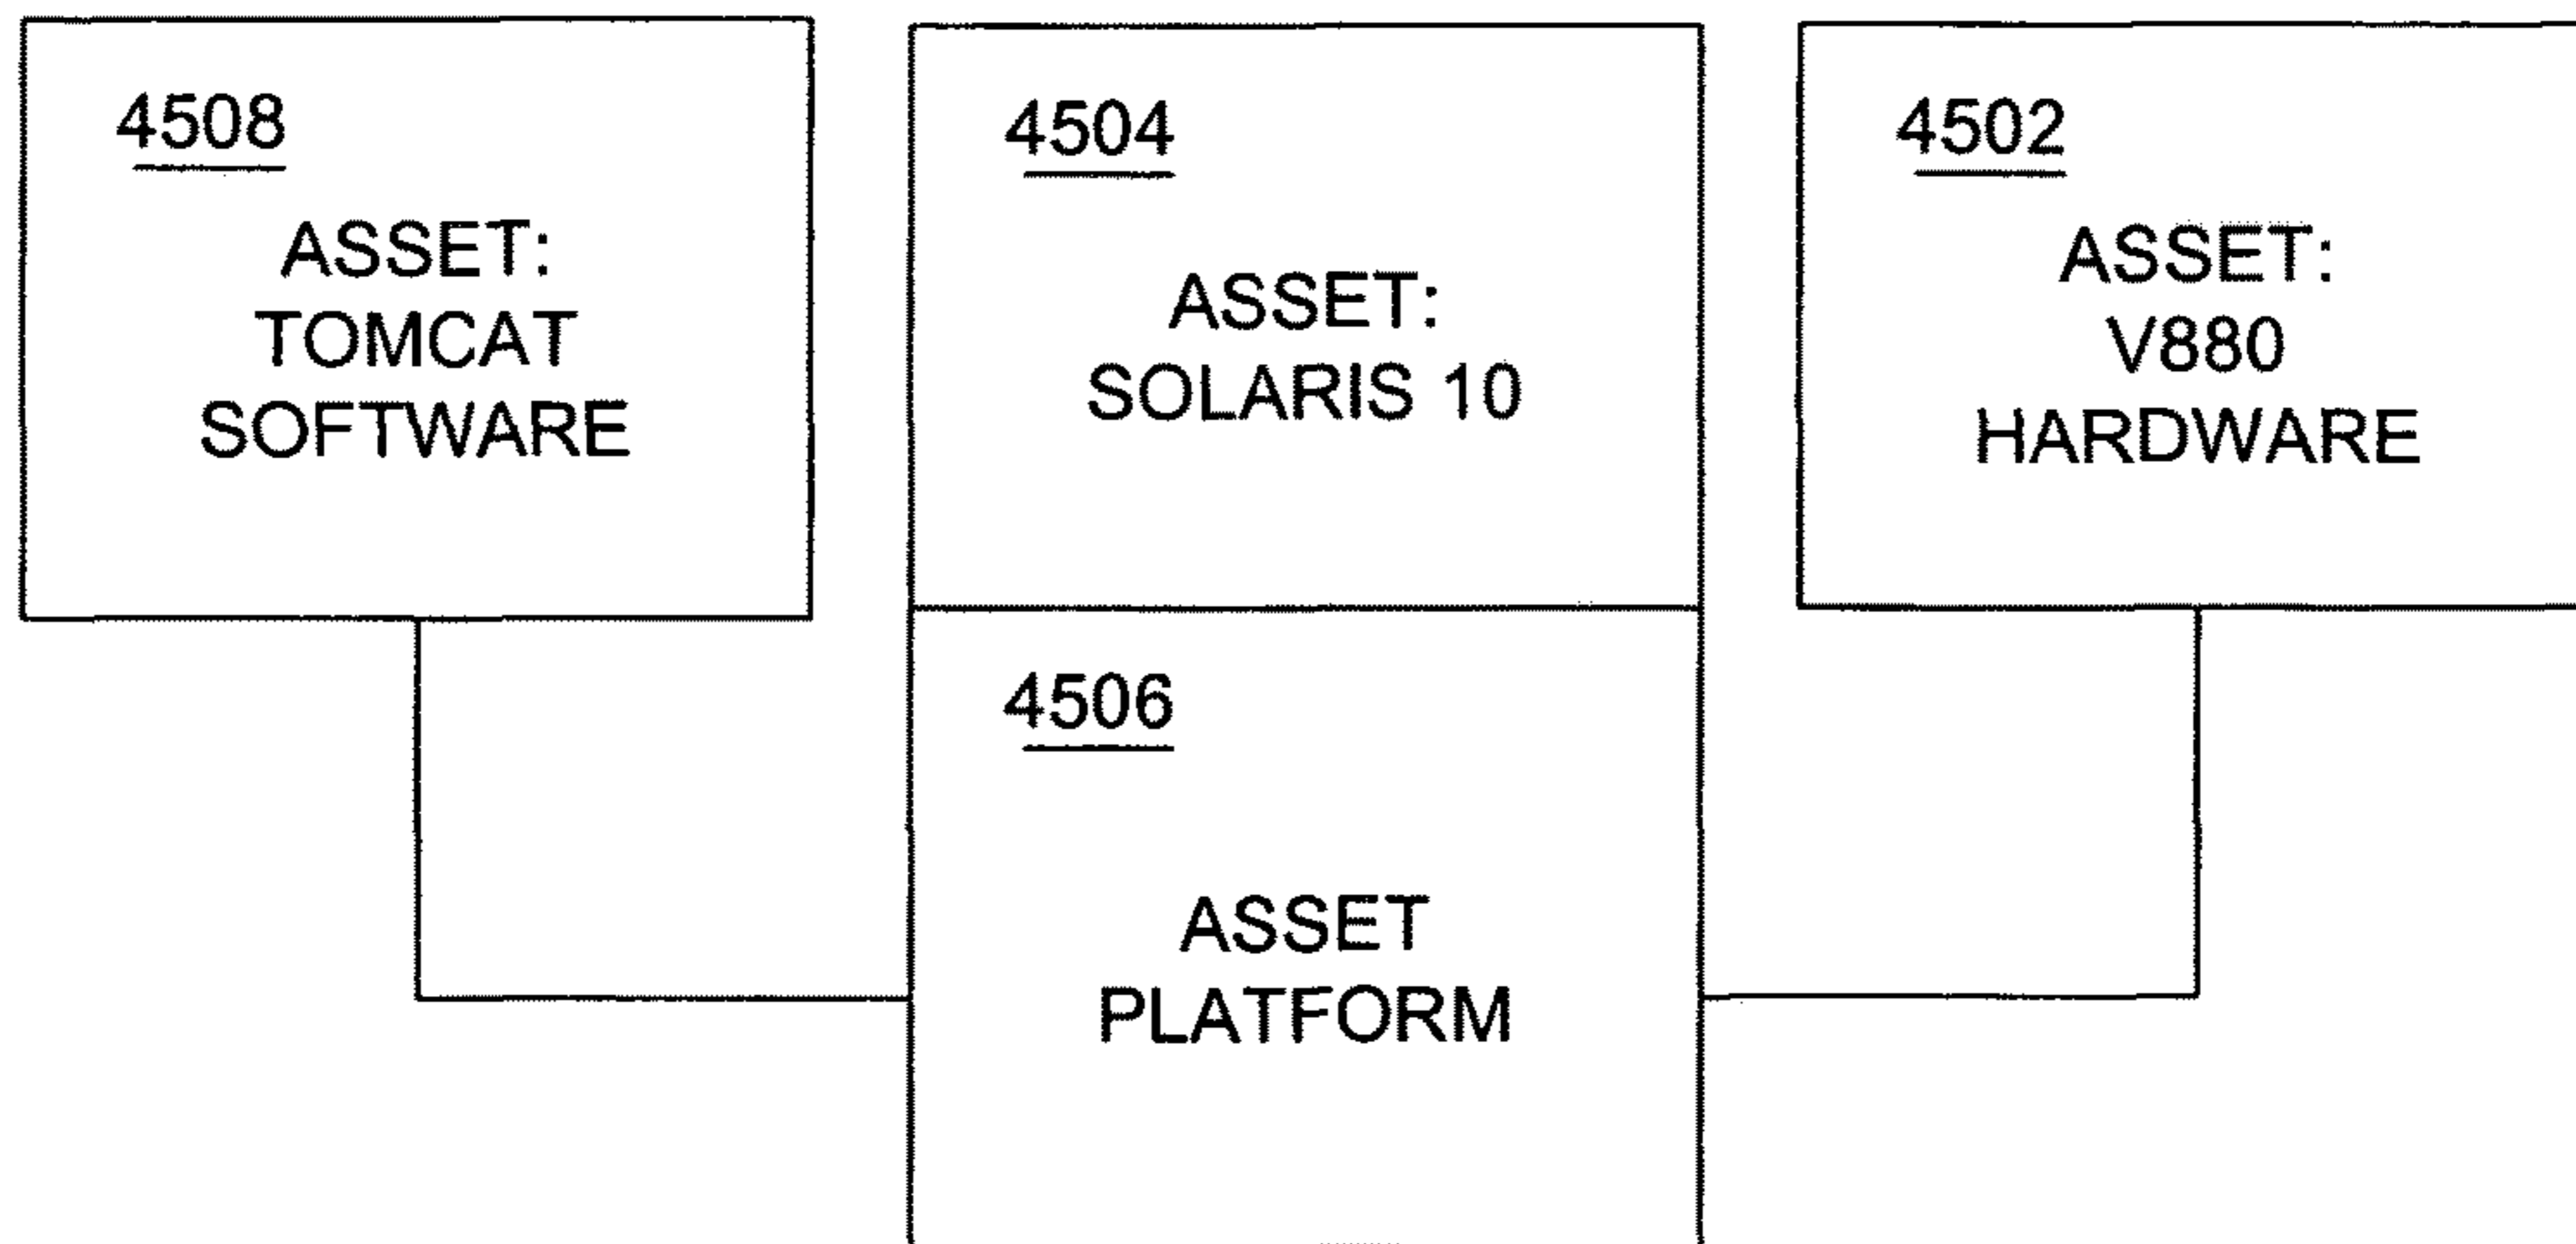 4508
ASSET:
TOMCAT
SOFTWARE
4504
ASSET:
SOLARIS 10
4502
ASSET:
V880
HARDWARE
4506
ASSET
PLATFORM